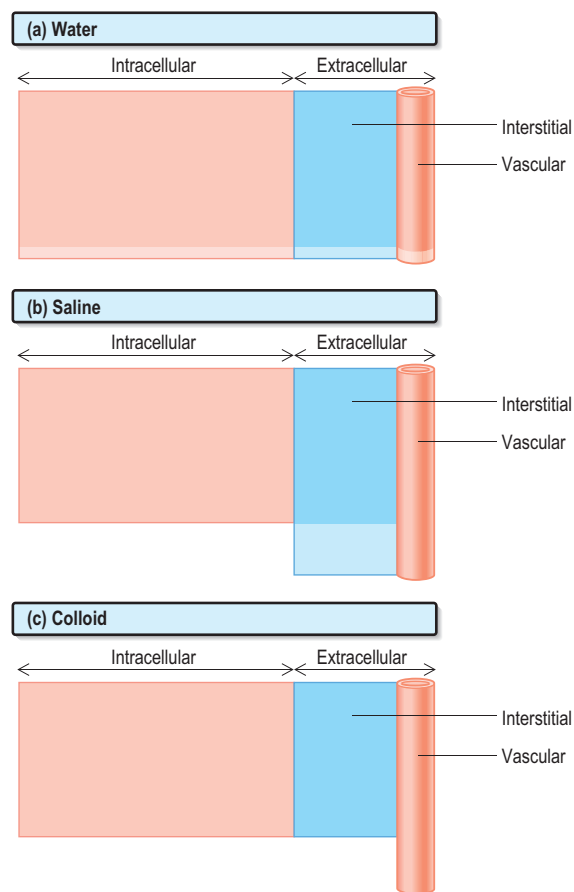 (a) Water
Intracellular Extracellular
Interstitial
Vascular
(b) Saline
Intracellular Extracellular
Interstitial
Vascular
(c) Colloid
Intracellular Extracellular
Interstitial
Vascular